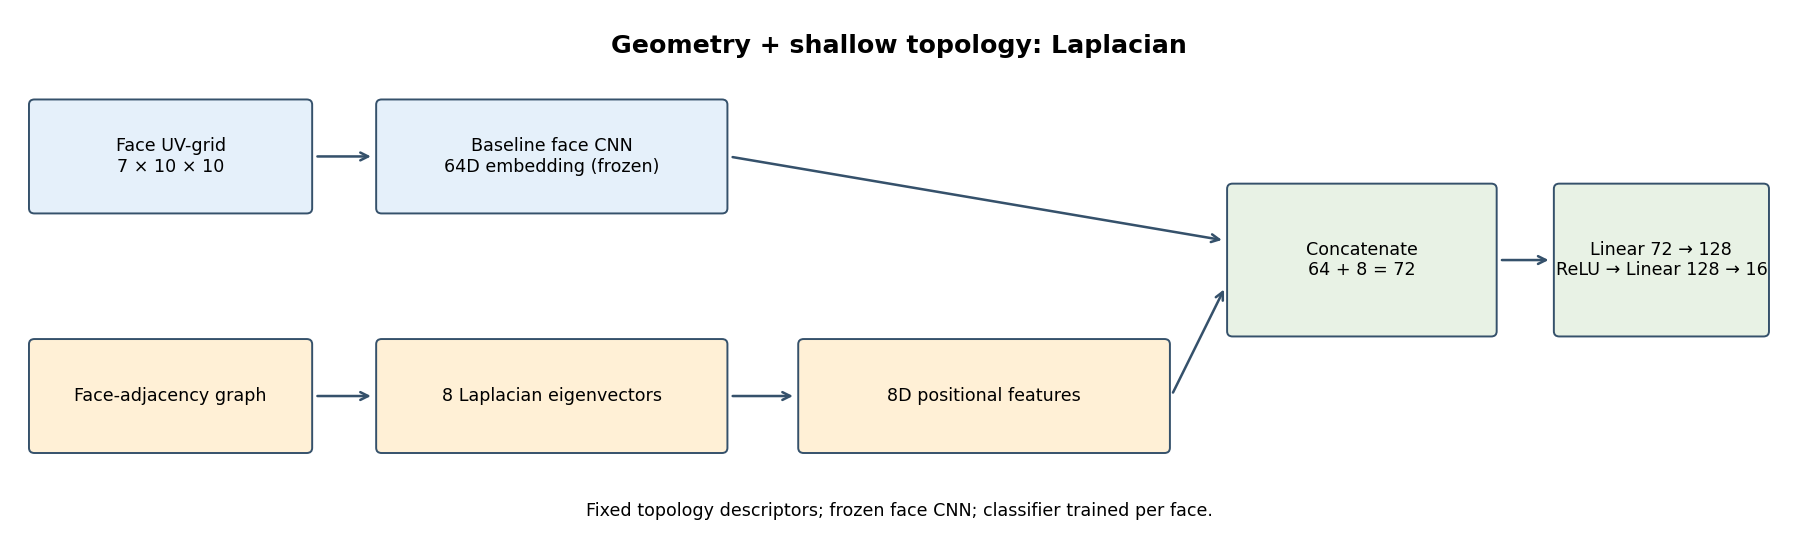 Geometry + shallow topology: Laplacian
Face UV-grid
7 × 10 × 10
Baseline face CNN
64D embedding (frozen)
Concatenate
64 + 8 = 72
Linear 72 → 128
ReLU → Linear 128 → 16
Face-adjacency graph
8 Laplacian eigenvectors
8D positional features
Fixed topology descriptors; frozen face CNN; classifier trained per face.